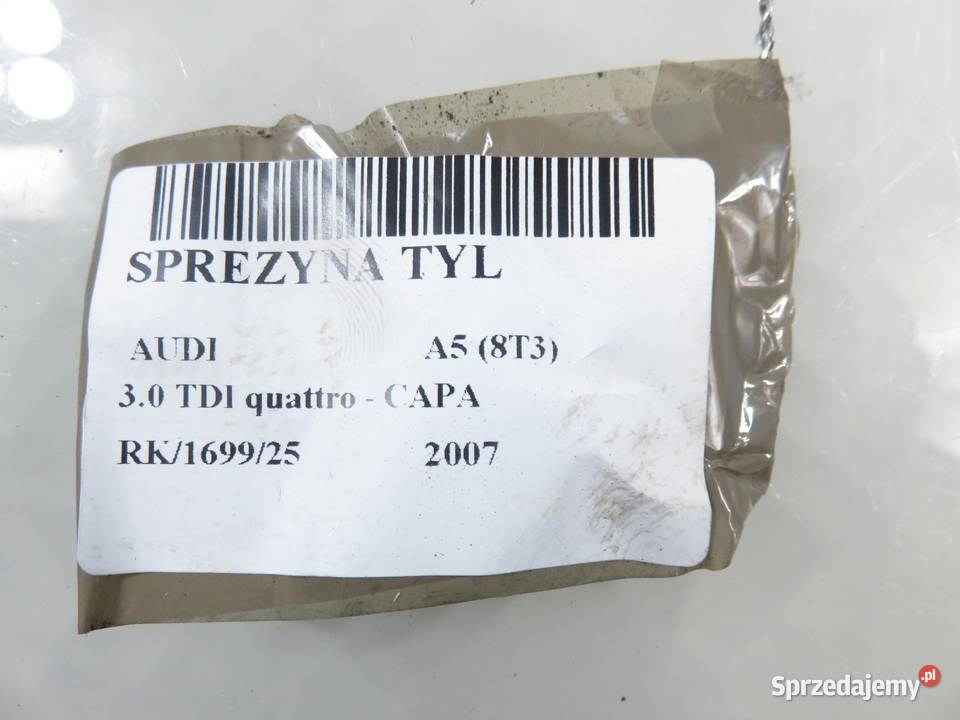 SPREZYNA TYL
AUDI A5 (8T3)
3.0 TDI quattro - CAPA
RK/1699/25 2007
Sprzedajemy.pl